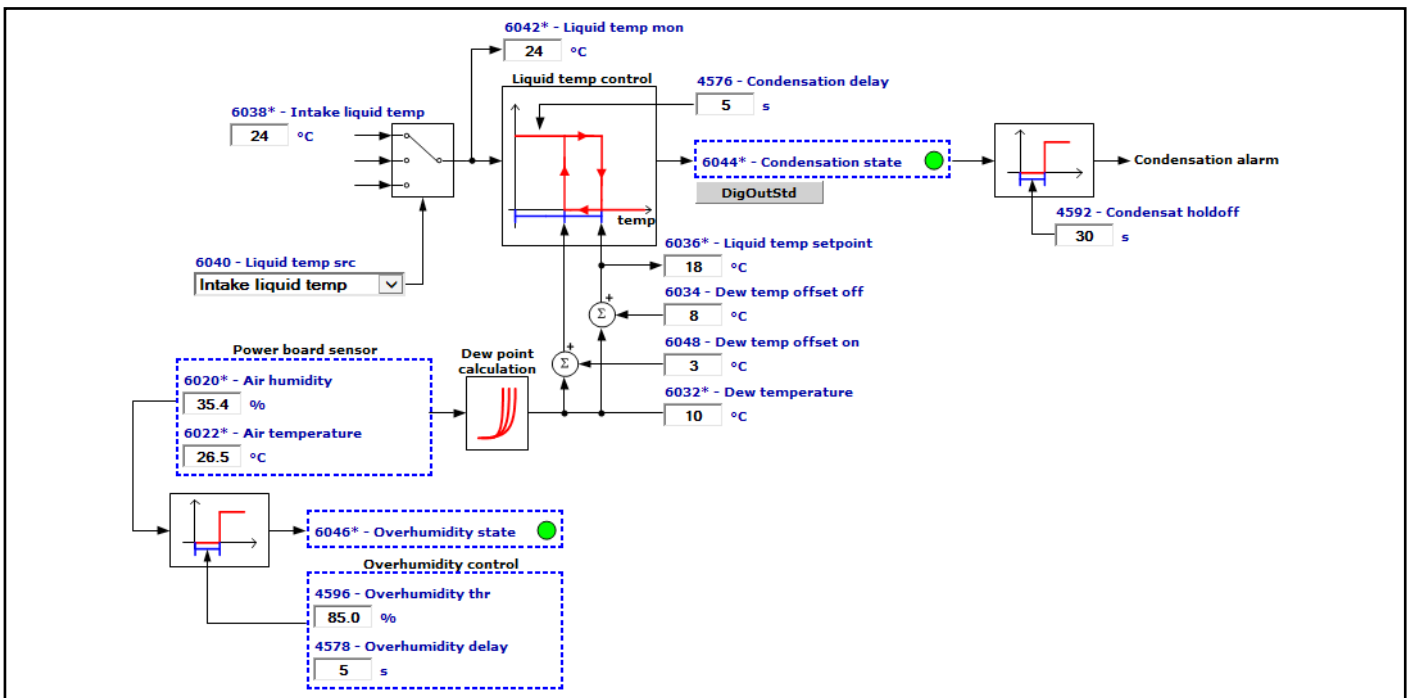 6042* - Liquid temp mon
24 °C
Liquid temp control
4576 - Condensation delay
5 s
6038* - Intake liquid temp
24 °C
6044* - Condensation state
DigOutStd
Condensation alarm
temp
4592 - Condensat holdoff
30 s
6036* - Liquid temp setpoint
18 °C
6040 - Liquid temp src
Intake liquid temp
6034 - Dew temp offset off
+
Σ
8 °C
Power board sensor
Dew point
calculation
6048 - Dew temp offset on
+
Σ
3 °C
6020* - Air humidity
35.4 %
6032* - Dew temperature
10 °C
6022* - Air temperature
26.5 °C
6046* - Overhumidity state
Overhumidity control
4596 - Overhumidity thr
85.0 %
4578 - Overhumidity delay
5 s